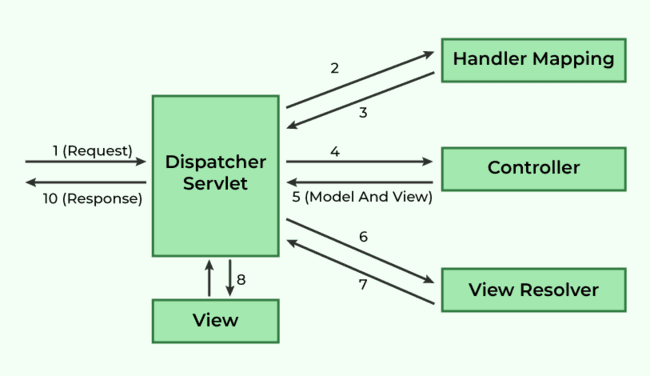 2
Handler Mapping
3
1 (Request)
Dispatcher
Servlet
4
Controller
10 (Response)
5 (Model And View)
6
7
View Resolver
8
View